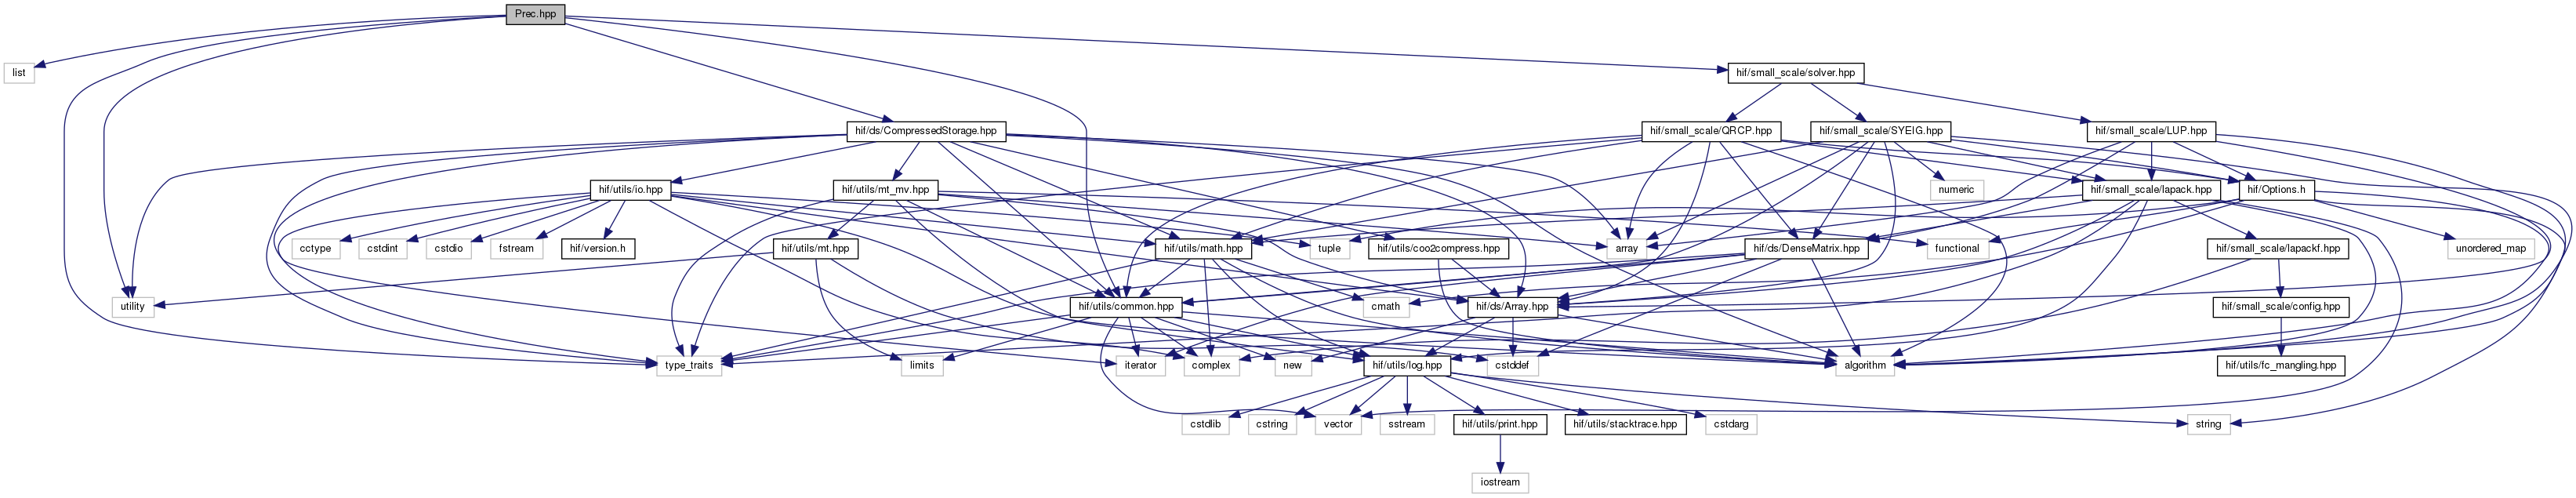 Prec.hpp
list
hif/small_scale/solver.hpp
hif/ds/CompressedStorage.hpp
hif/small_scale/QRCP.hpp
hif/small_scale/SYEIG.hpp
hif/small_scale/LUP.hpp
hif/utils/io.hpp
hif/utils/mt_mv.hpp
numeric
hif/small_scale/lapack.hpp
hif/Options.h
cctype
cstdint
cstdio
fstream
hif/version.h
hif/utils/mt.hpp
hif/utils/math.hpp
tuple
hif/utils/coo2compress.hpp
array
hif/ds/DenseMatrix.hpp
functional
hif/small_scale/lapackf.hpp
unordered_map
utility
hif/utils/common.hpp
cmath
hif/ds/Array.hpp
hif/small_scale/config.hpp
type_traits
limits
iterator
complex
new
hif/utils/log.hpp
cstddef
algorithm
hif/utils/fc_mangling.hpp
cstdlib
cstring
vector
sstream
hif/utils/print.hpp
hif/utils/stacktrace.hpp
cstdarg
string
iostream